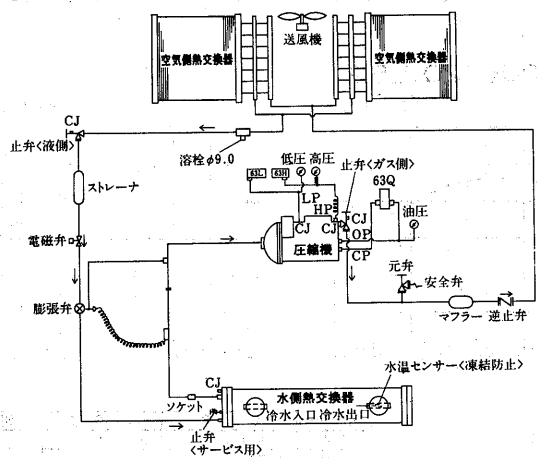 送風機
空気側熱交換器
空気側熱交換器
CJ
止弁<液側>
溶栓φ9.0
低圧 高圧
止弁<ガス側>
63L
63H
63Q
ストレーナ
LP
HP
CJ
油圧
CJ
CJ
OP
電磁弁
圧縮機
CP
元弁
安全弁
膨張弁
マフラー
逆止弁
水温センサー<凍結防止>
CJ
水側熱交換器
ソケット
冷水入口
冷水出口
止弁
<サービス用>